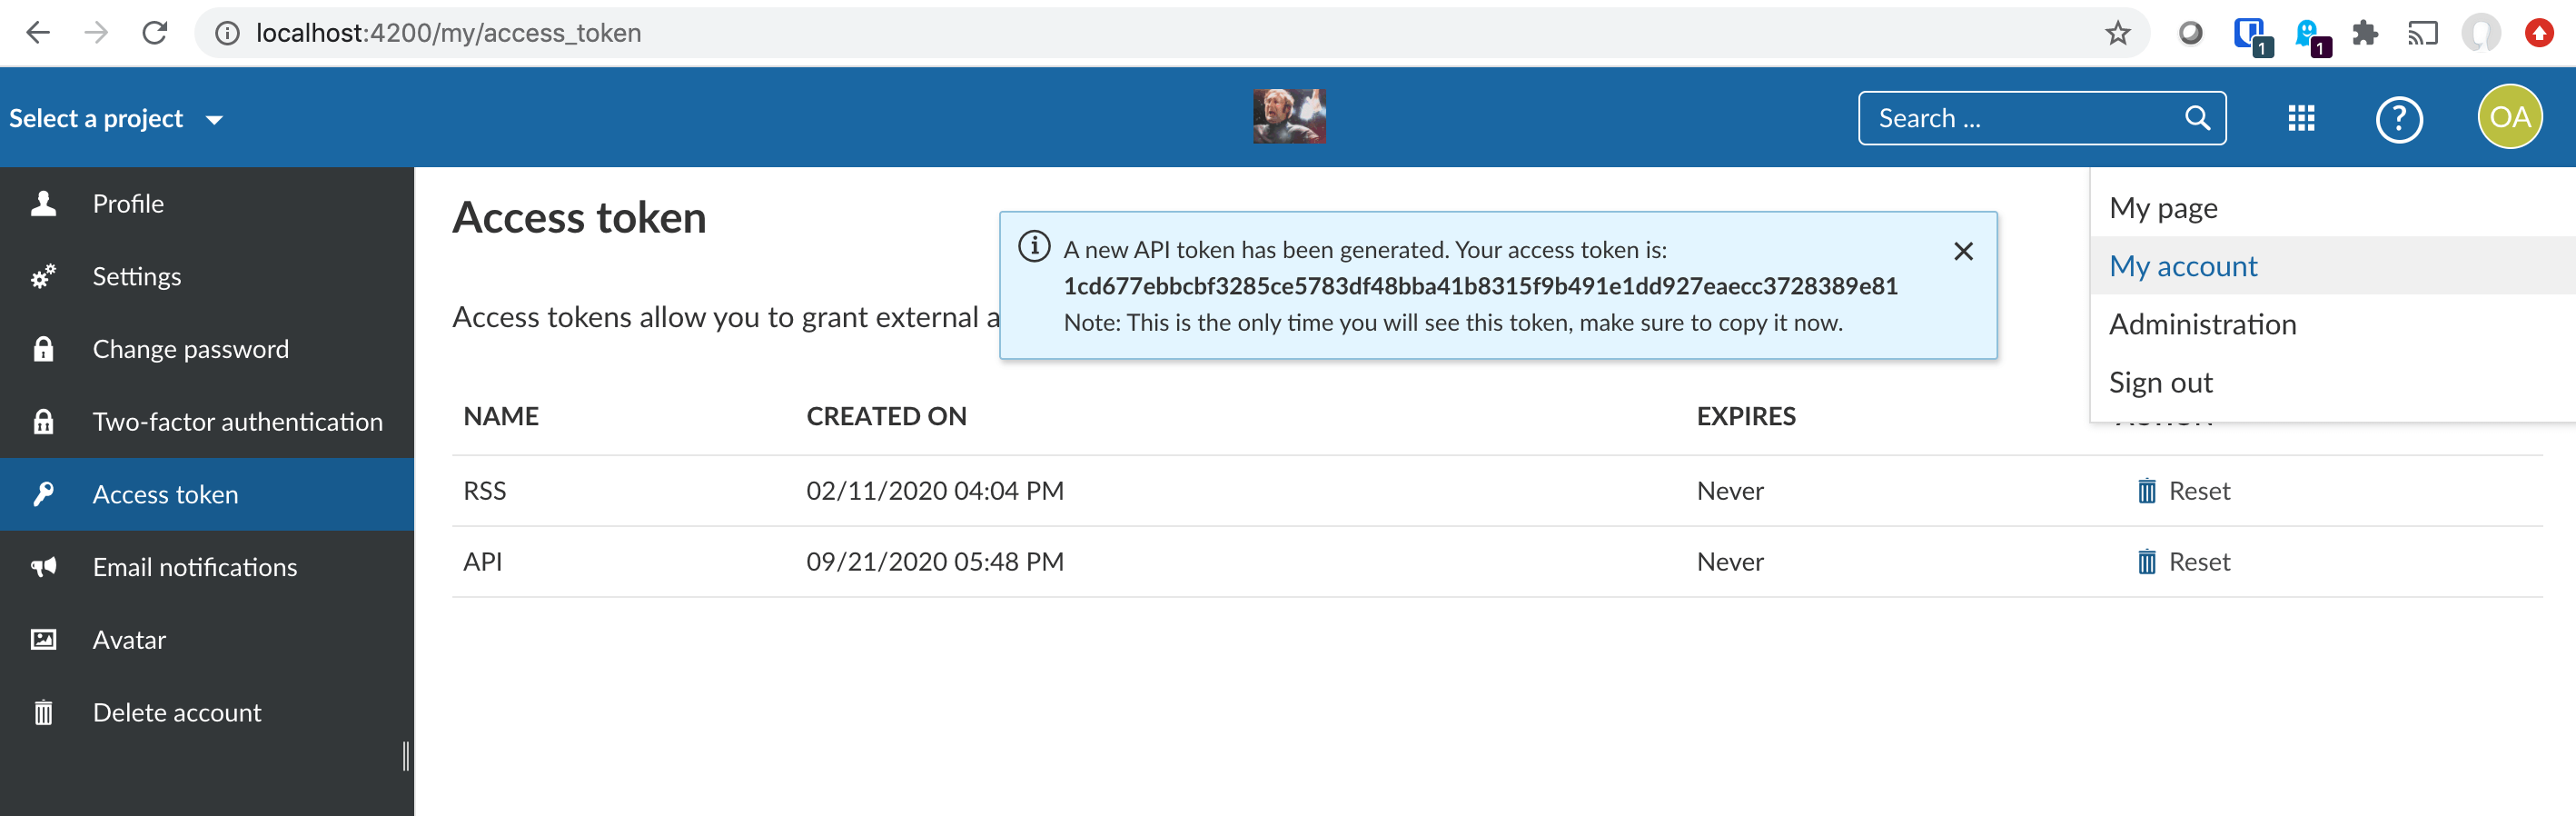 localhost:4200/my/access_token
1
1
Select a project
Search ...
?
OA
Profile
Settings
Change password
Two-factor authentication
Access token
Email notifications
Avatar
Delete account
Access token
Access tokens allow you to grant external a
A new API token has been generated. Your access token is:
1cd677ebbcbf3285ce5783df48bba41b8315f9b491e1dd927eaecc3728389e81
Note: This is the only time you will see this token, make sure to copy it now.
My page
My account
Administration
Sign out
NAME CREATED ON EXPIRES
RSS 02/11/2020 04:04 PM Never Reset
API 09/21/2020 05:48 PM Never Reset